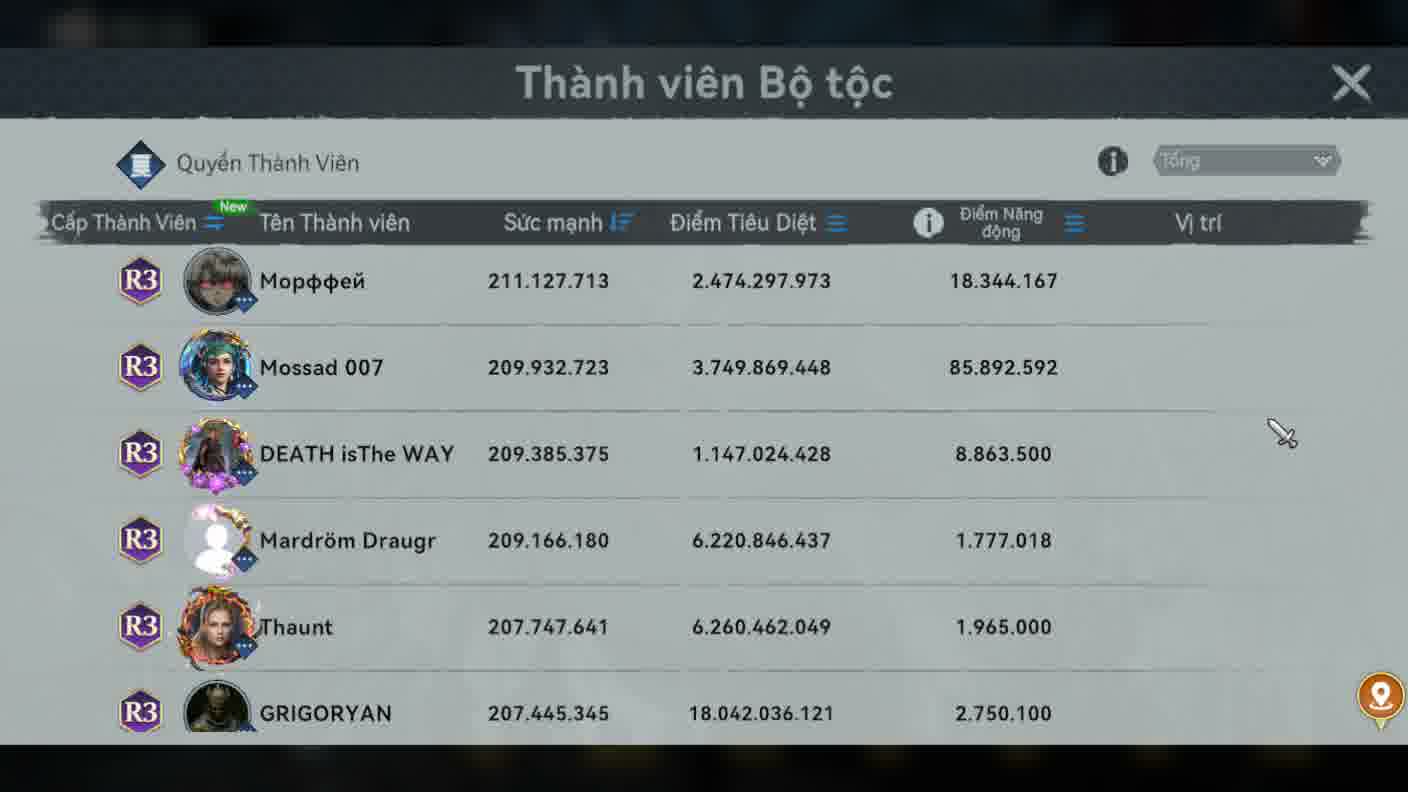 Thành viên Bộ tộc
Quyền Thành Viên
Tổng
Cấp Thành Viên New Tên Thành viên Sức mạnh Điểm Tiêu Diệt Điểm Năng động Vị trí
R3 Морффей 211.127.713 2.474.297.973 18.344.167
R3 Mossad 007 209.932.723 3.749.869.448 85.892.592
R3 DEATH isThe WAY 209.385.375 1.147.024.428 8.863.500
R3 Mardröm Draugr 209.166.180 6.220.846.437 1.777.018
R3 Thaunt 207.747.641 6.260.462.049 1.965.000
R3 GRIGORYAN 207.445.345 18.042.036.121 2.750.100